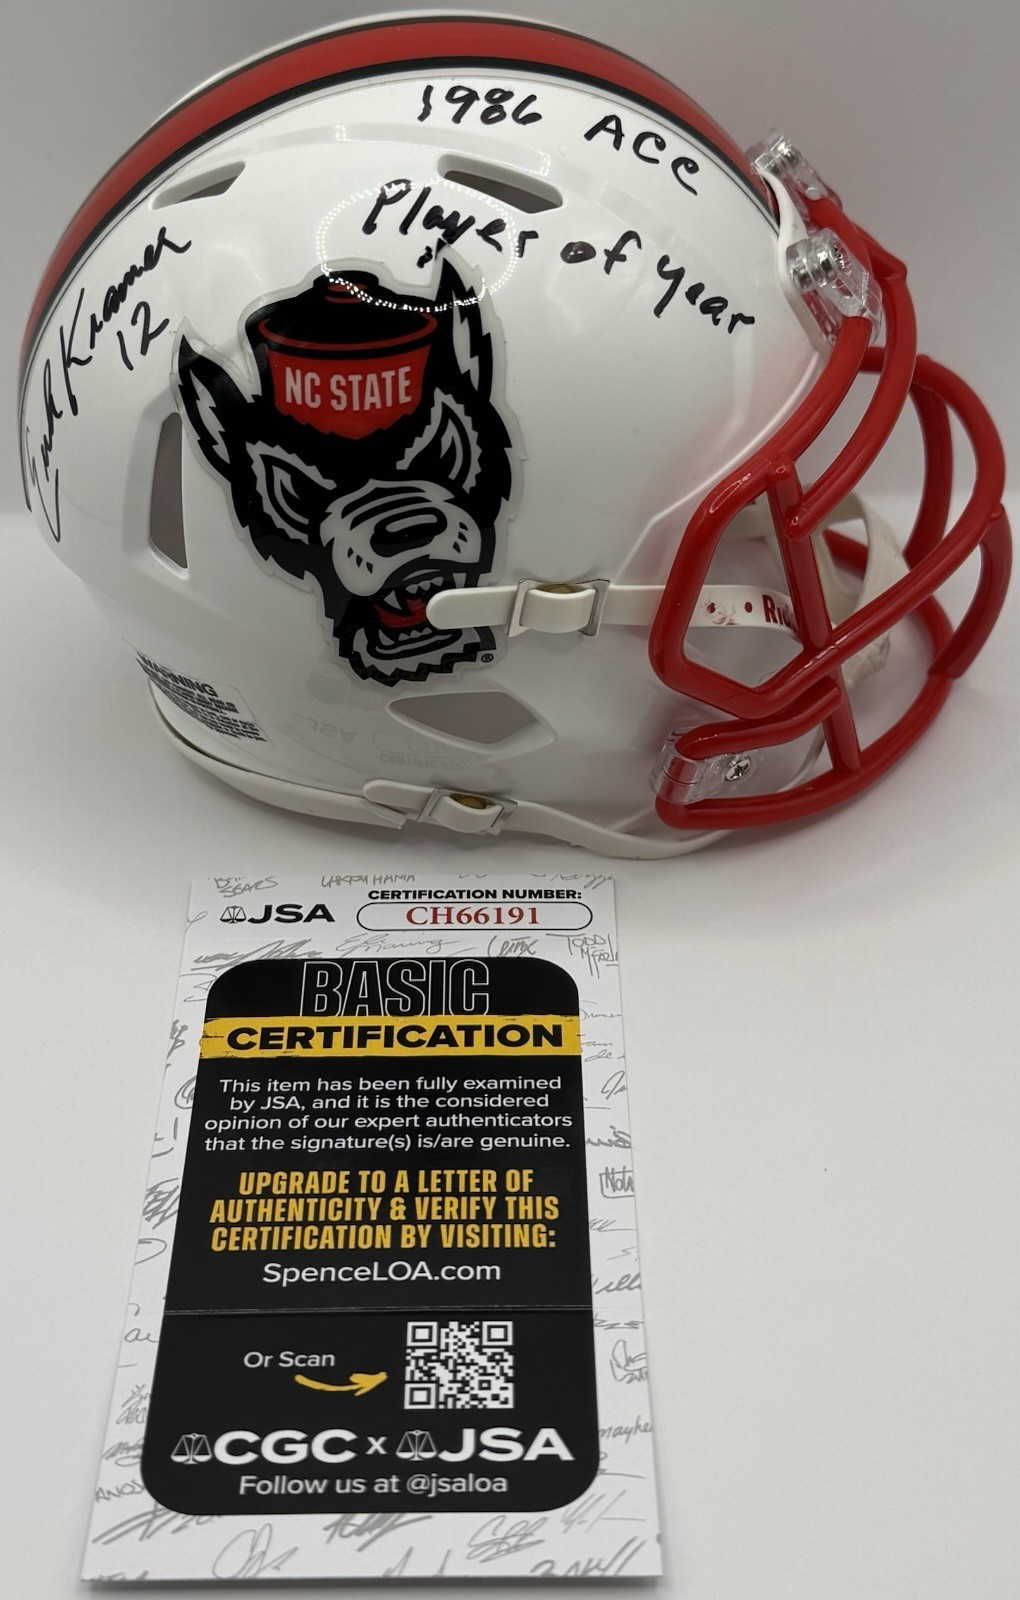 1986 ACC
Player of Year
Erik Kramer
12
NC STATE
®
Rid
WARNING
JSA
CERTIFICATION NUMBER:
CH66191
BASIC
CERTIFICATION
This item has been fully examined
by JSA, and it is the considered
opinion of our expert authenticators
that the signature(s) is/are genuine.
UPGRADE TO A LETTER OF
AUTHENTICITY & VERIFY THIS
CERTIFICATION BY VISITING:
SpenceLOA.com
Or Scan
CGC x JSA
Follow us at @jsaloa